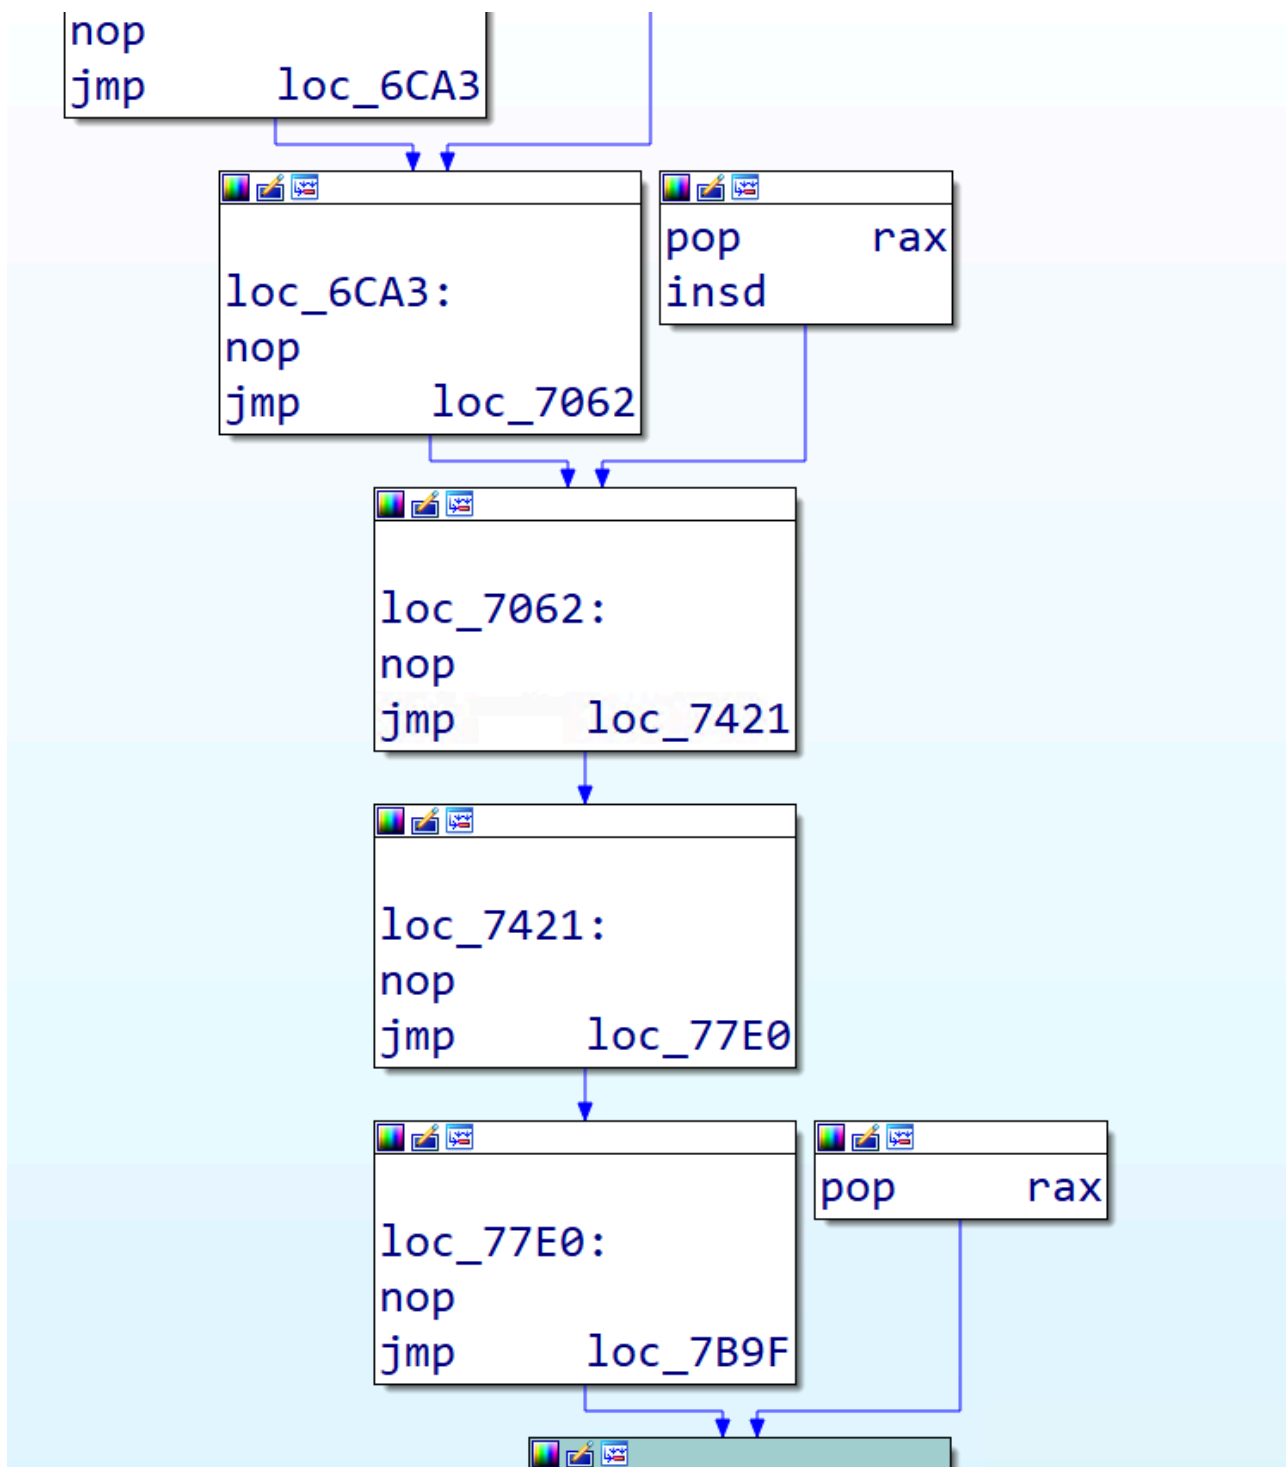 nop
jmp loc_6CA3
loc_6CA3:
nop
jmp loc_7062
pop rax
insd
loc_7062:
nop
jmp loc_7421
loc_7421:
nop
jmp loc_77E0
loc_77E0:
nop
jmp loc_7B9F
pop rax